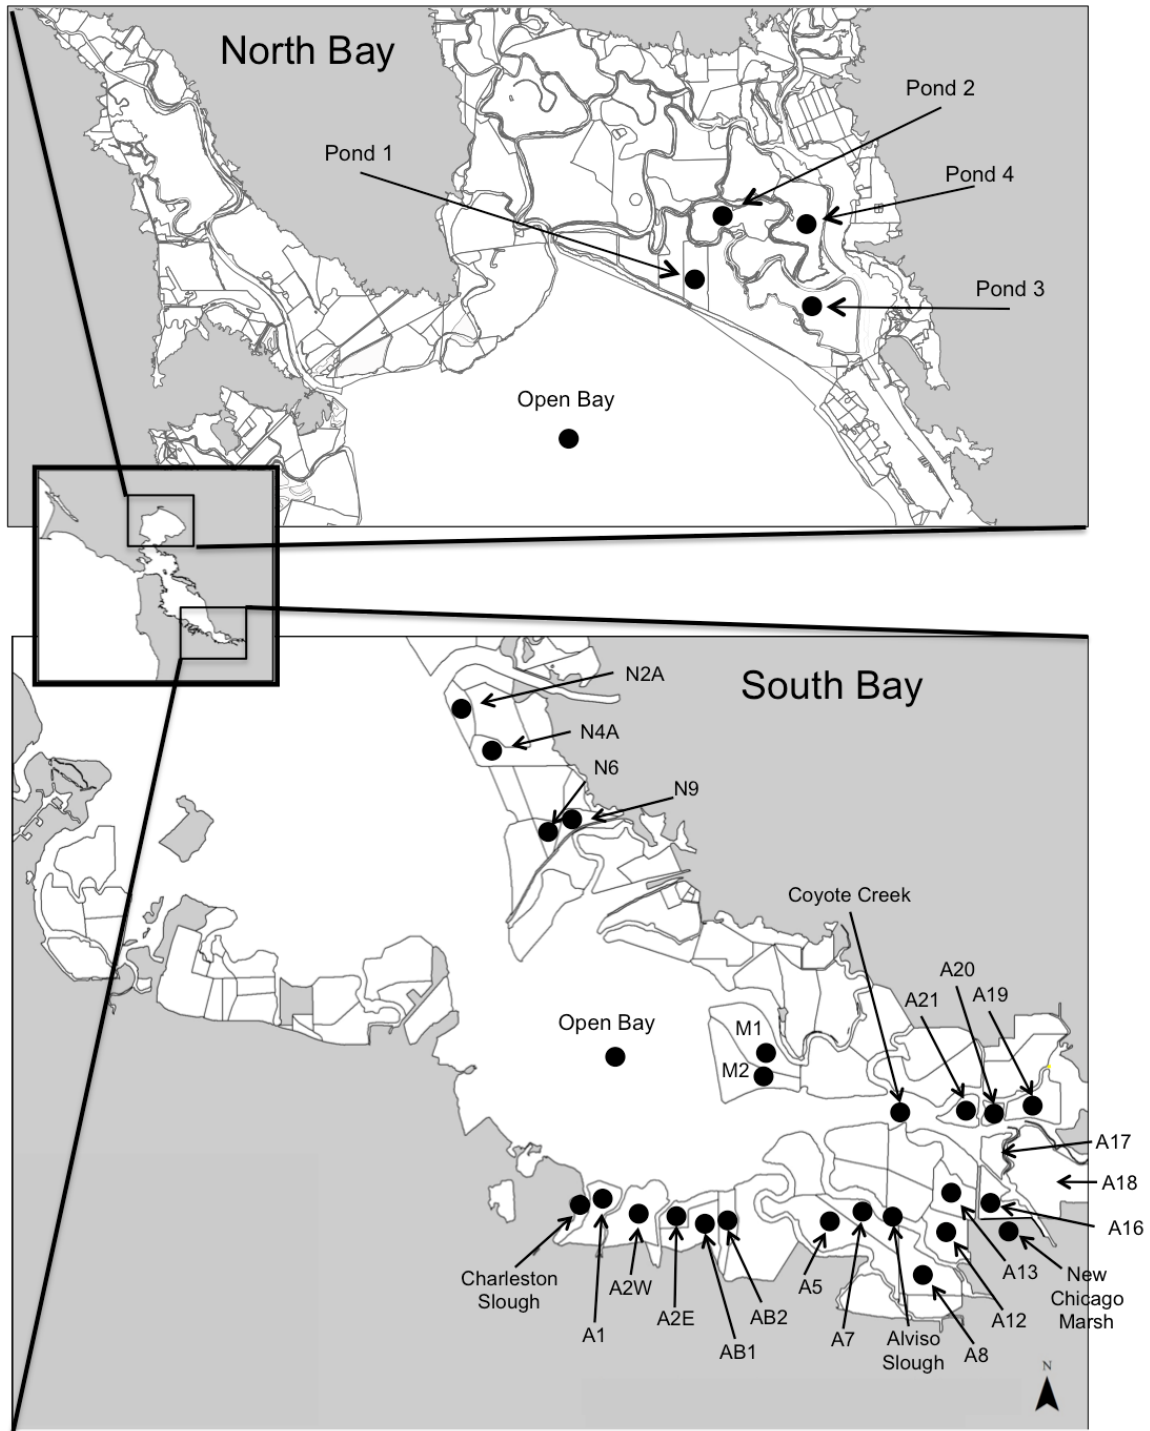 North Bay
Pond 2
Pond 1
Pond 4
Pond 3
Open Bay
South Bay
N2A
N4A
N6
N9
Coyote Creek
A20
A21
A19
Open Bay
M1
M2
A17
A18
A16
Charleston
Slough
A1
A2W
A2E
AB1
AB2
A5
A7
Alviso
Slough
A8
A12
A13
New
Chicago
Marsh
N